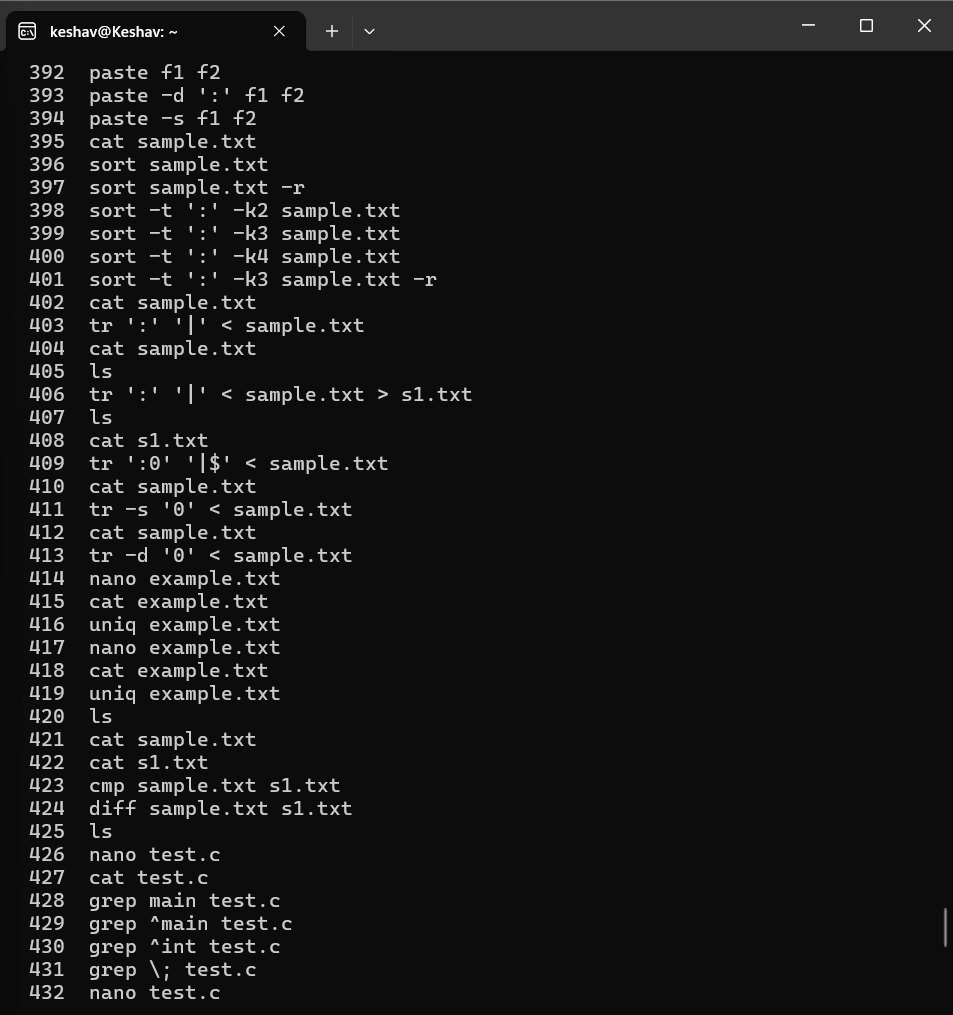 keshav@Keshav: ~
392  paste f1 f2
393  paste -d ':' f1 f2
394  paste -s f1 f2
395  cat sample.txt
396  sort sample.txt
397  sort sample.txt -r
398  sort -t ':' -k2 sample.txt
399  sort -t ':' -k3 sample.txt
400  sort -t ':' -k4 sample.txt
401  sort -t ':' -k3 sample.txt -r
402  cat sample.txt
403  tr ':' '|' < sample.txt
404  cat sample.txt
405  ls
406  tr ':' '|' < sample.txt > s1.txt
407  ls
408  cat s1.txt
409  tr ':0' '|$' < sample.txt
410  cat sample.txt
411  tr -s '0' < sample.txt
412  cat sample.txt
413  tr -d '0' < sample.txt
414  nano example.txt
415  cat example.txt
416  uniq example.txt
417  nano example.txt
418  cat example.txt
419  uniq example.txt
420  ls
421  cat sample.txt
422  cat s1.txt
423  cmp sample.txt s1.txt
424  diff sample.txt s1.txt
425  ls
426  nano test.c
427  cat test.c
428  grep main test.c
429  grep ^main test.c
430  grep ^int test.c
431  grep \; test.c
432  nano test.c